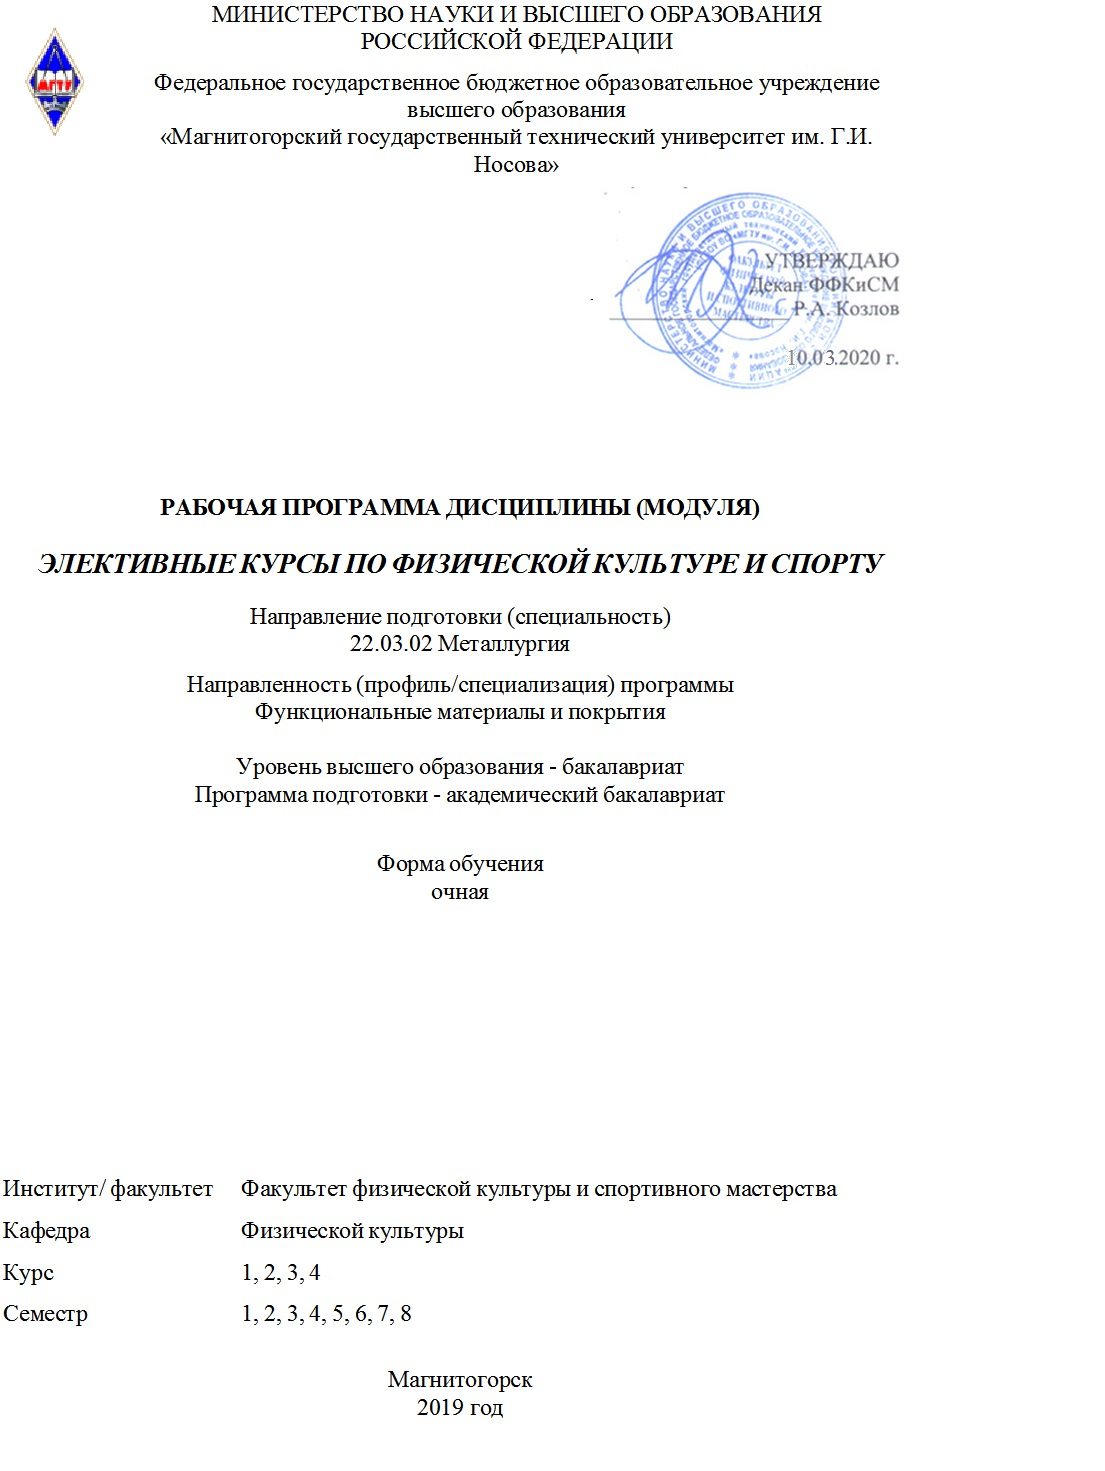 МИНИСТЕРСТВО НАУКИ И ВЫСШЕГО ОБРАЗОВАНИЯ
РОССИЙСКОЙ ФЕДЕРАЦИИ
МГТУ
Федеральное государственное бюджетное образовательное учреждение
высшего образования
«Магнитогорский государственный технический университет им. Г.И.
Носова»
УТВЕРЖДАЮ
Декан ФФКиСМ
Р.А. Козлов
10.03.2020 г.
РАБОЧАЯ ПРОГРАММА ДИСЦИПЛИНЫ (МОДУЛЯ)
ЭЛЕКТИВНЫЕ КУРСЫ ПО ФИЗИЧЕСКОЙ КУЛЬТУРЕ И СПОРТУ
Направление подготовки (специальность)
22.03.02 Металлургия
Направленность (профиль/специализация) программы
Функциональные материалы и покрытия
Уровень высшего образования - бакалавриат
Программа подготовки - академический бакалавриат
Форма обучения
очная
Институт/ факультет Факультет физической культуры и спортивного мастерства
Кафедра Физической культуры
Курс 1, 2, 3, 4
Семестр 1, 2, 3, 4, 5, 6, 7, 8
Магнитогорск
2019 год